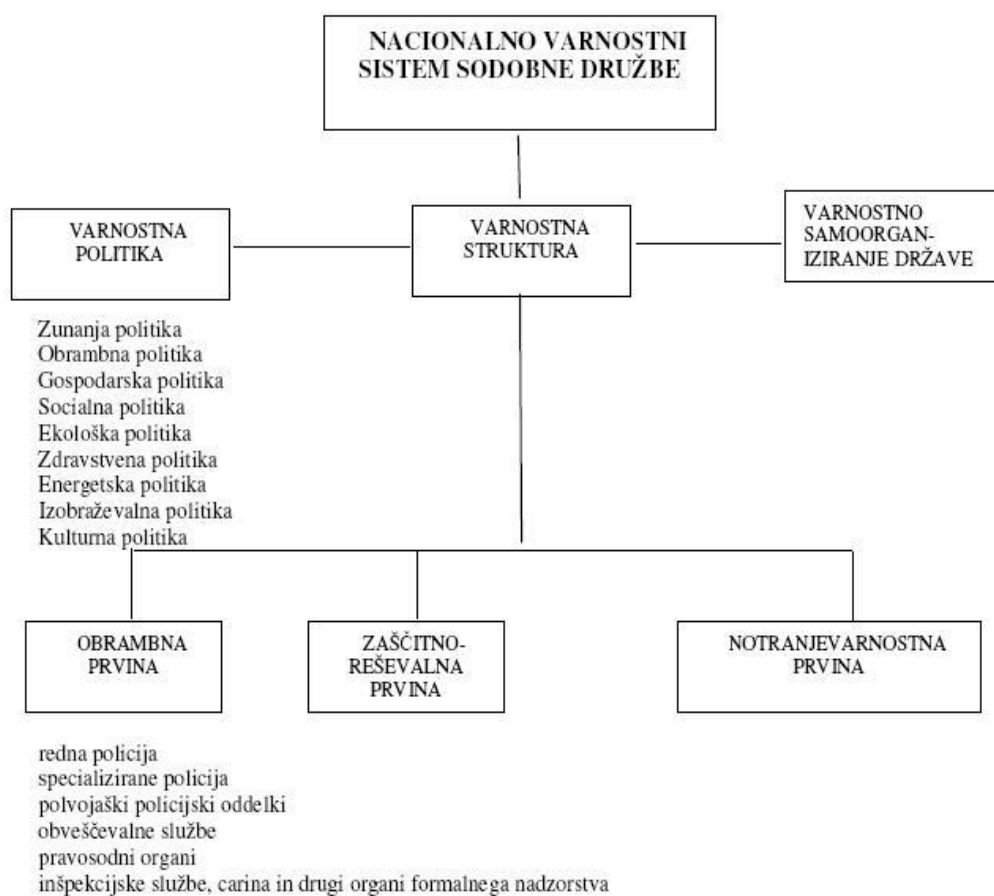 NACIONALNO VARNOSTNI
SISTEM SODOBNE DRUŽBE
VARNOSTNA
POLITIKA
VARNOSTNA
STRUKTURA
VARNOSTNO
SAMOORGAN-
IZIRANJE DRŽAVE
Zunanja politika
Obrambna politika
Gospodarska politika
Socialna politika
Ekološka politika
Zdravstvena politika
Energetska politika
Izobraževalna politika
Kulturna politika
OBRAMBNA
PRVINA
ZAŠČITNO-
REŠEVALNA
PRVINA
NOTRANJEVARNOSTNA
PRVINA
redna policija
specializirane policija
polvojaški policijski oddelki
obveščevalne službe
pravosodni organi
inšpekcijske službe, carina in drugi organi formalnega nadzorstva